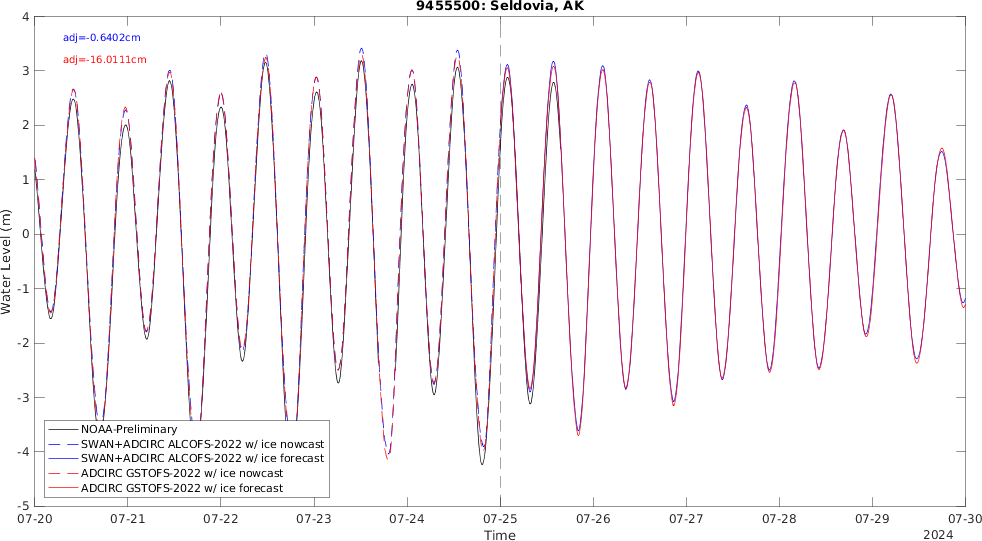 9455500: Seldovia, AK
adj=-0.6402cm
adj=-16.0111cm
Water Level (m)
4
3
2
1
0
-1
-2
-3
-4
-5
NOAA-Preliminary
SWAN+ADCIRC ALCOFS-2022 w/ ice nowcast
SWAN+ADCIRC ALCOFS-2022 w/ ice forecast
ADCIRC GSTOFS-2022 w/ ice nowcast
ADCIRC GSTOFS-2022 w/ ice forecast
07-20 07-21 07-22 07-23 07-24 07-25 07-26 07-27 07-28 07-29 07-30
Time
2024